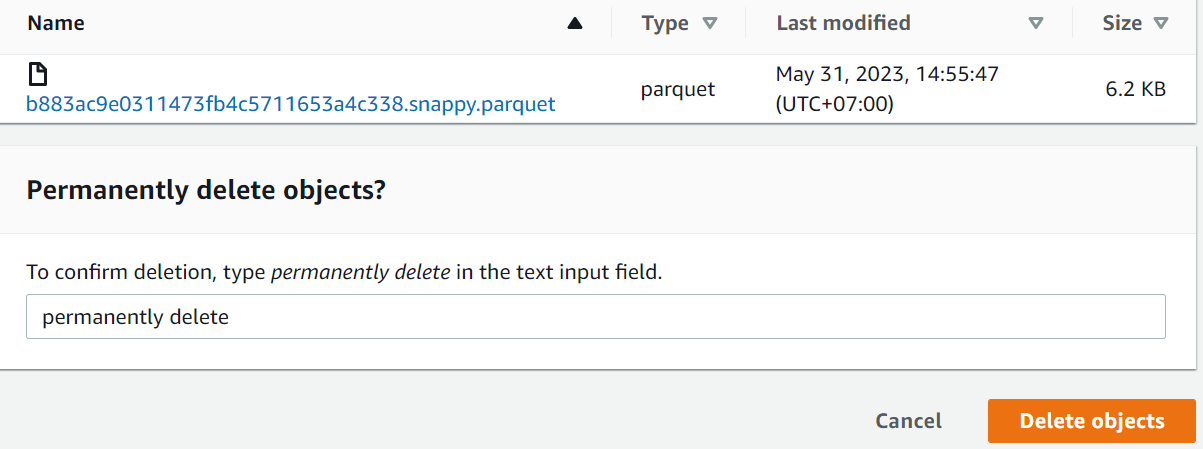 Name Type Last modified Size
b883ac9e0311473fb4c5711653a4c338.snappy.parquet parquet May 31, 2023, 14:55:47 (UTC+07:00) 6.2 KB
Permanently delete objects?
To confirm deletion, type permanently delete in the text input field.
permanently delete
Cancel Delete objects